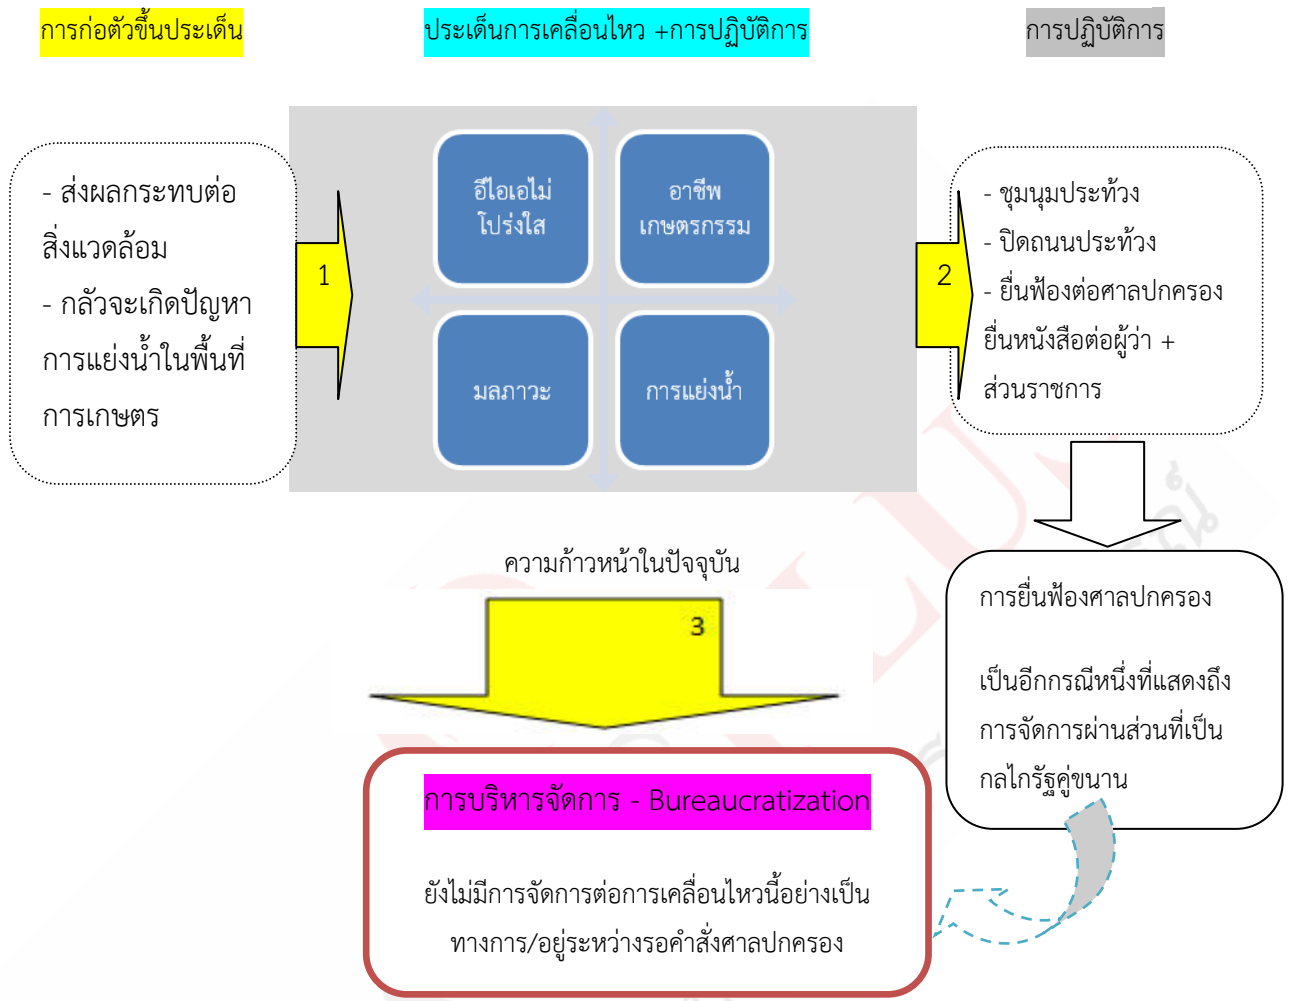 การก่อตัวขึ้นประเด็น
ประเด็นการเคลื่อนไหว +การปฏิบัติการ
การปฏิบัติการ
- ส่งผลกระทบต่อ
สิ่งแวดล้อม
- กลัวจะเกิดปัญหา
การแย่งน้ำในพื้นที่
การเกษตร
1
อีไอเอไม่
โปร่งใส
อาชีพ
เกษตรกรรม
มลภาวะ
การแย่งน้ำ
2
- ชุมนุมประท้วง
- ปิดถนนประท้วง
- ยื่นฟ้องต่อศาลปกครอง
ยื่นหนังสือต่อผู้ว่า +
ส่วนราชการ
การยื่นฟ้องศาลปกครอง
เป็นอีกกรณีหนึ่งที่แสดงถึง
การจัดการผ่านส่วนที่เป็น
กลไกรัฐคู่ขนาน
ความก้าวหน้าในปัจจุบัน
3
การบริหารจัดการ - Bureaucratization
ยังไม่มีการจัดการต่อการเคลื่อนไหวนี้อย่างเป็น
ทางการ/อยู่ระหว่างรอคำสั่งศาลปกครอง